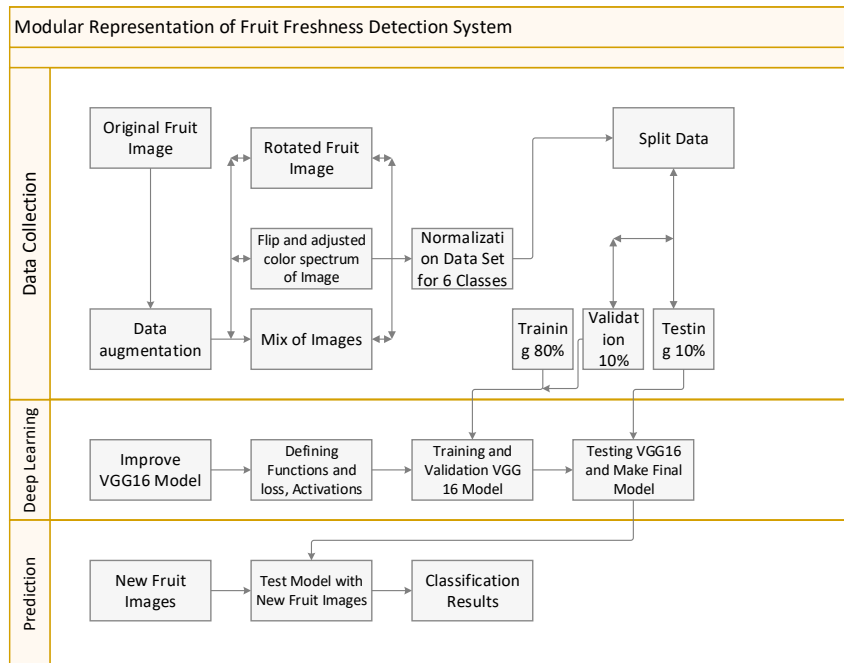 Modular Representation of Fruit Freshness Detection System
Data Collection
Original Fruit
Image
Rotated Fruit
Image
Split Data
Flip and adjusted
color spectrum
of Image
Normalizati
on Data Set
for 6 Classes
Data
augmentation
Mix of Images
Trainin
g 80%
Validat
ion
10%
Testin
g 10%
Deep Learning
Improve
VGG16 Model
Defining
Functions and
loss, Activations
Training and
Validation VGG
16 Model
Testing VGG16
and Make Final
Model
Prediction
New Fruit
Images
Test Model with
New Fruit Images
Classification
Results